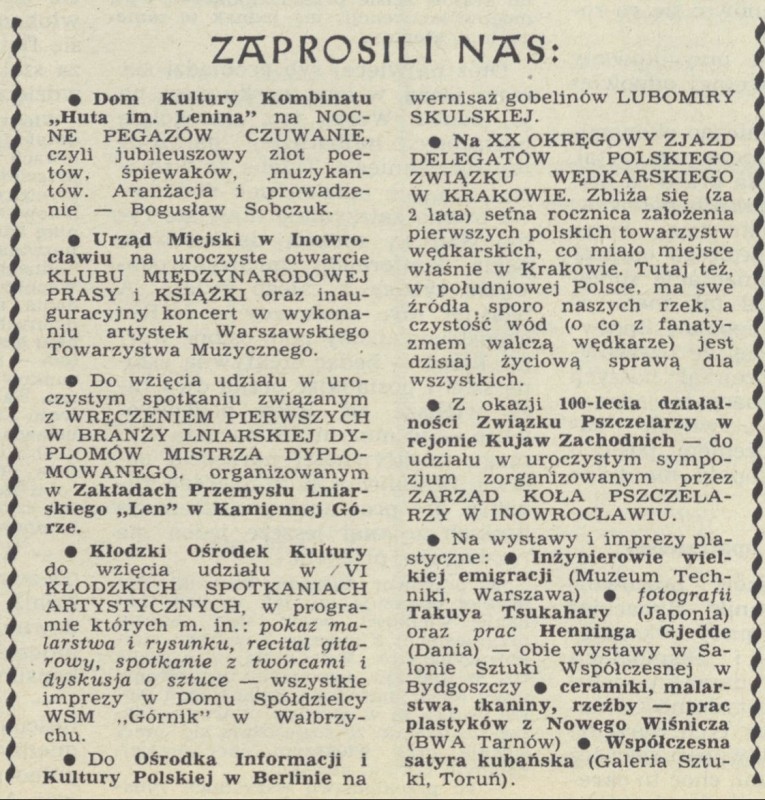 ZAPROSILI NAS:
● Dom Kultury Kombinatu
„Huta im. Lenina” na NOC-
NE PEGAZÓW CZUWANIE,
czyli jubileuszowy zlot poe-
tów, śpiewaków, muzykan-
tów. Aranżacja i prowadze-
nie — Bogusław Sobczuk.
● Urząd Miejski w Inowro-
cławiu na uroczyste otwarcie
KLUBU MIĘDZYNARODOWEJ
PRASY i KSIĄŻKI oraz inau-
guracyjny koncert w wykona-
niu artystek Warszawskiego
Towarzystwa Muzycznego.
● Do wzięcia udziału w uro-
czystym spotkaniu związanym
z WRĘCZENIEM PIERWSZYCH
W BRANŻY LNIARSKIEJ DY-
PLOMÓW MISTRZA DYPLO-
MOWANEGO, organizowanym
w Zakładach Przemysłu Lniar-
skiego „Len” w Kamiennej Gó-
rze.
● Kłodzki Ośrodek Kultury
do wzięcia udziału w VI
KŁODZKICH SPOTKANIACH
ARTYSTYCZNYCH, w progra-
mie których m. in.: pokaz ma-
larstwa i rysunku, recital gita-
rowy, spotkanie z twórcami i
dyskusja o sztuce — wszystkie
imprezy w Domu Spółdzielcy
WSM „Górnik” w Wałbrzy-
chu.
● Do Ośrodka Informacji i
Kultury Polskiej w Berlinie na
wernisaż gobelinów LUBOMIRY
SKULSKIEJ.
● Na XX OKRĘGOWY ZJAZD
DELEGATÓW POLSKIEGO
ZWIĄZKU WĘDKARSKIEGO
W KRAKOWIE. Zbliża się (za
2 lata) setna rocznica założenia
pierwszych polskich towarzystw
wędkarskich, co miało miejsce
właśnie w Krakowie. Tutaj też,
w południowej Polsce, ma swe
źródła sporo naszych rzek, a
czystość wód (o co z fanaty-
zmem walczą wędkarze) jest
dzisiaj życiową sprawą dla
wszystkich.
● Z okazji 100-lecia działal-
ności Związku Pszczelarzy w
rejonie Kujaw Zachodnich — do
udziału w uroczystym sympo-
zjum zorganizowanym przez
ZARZĄD KOŁA PSZCZELA-
RZY W INOWROCŁAWIU.
● Na wystawy i imprezy pla-
styczne: ● Inżynierowie wiel-
kiej emigracji (Muzeum Tech-
niki, Warszawa) ● fotografii
Takuya Tsukahary (Japonia)
oraz prac Henninga Gjedde
(Dania) — obie wystawy w Sa-
lonie Sztuki Współczesnej w
Bydgoszczy ● ceramiki, malar-
stwa, tkaniny, rzeźby — prac
plastyków z Nowego Wiśnicza
(BWA Tarnów) ● Współczesna
satyra kubańska (Galeria Sztu-
ki, Toruń).